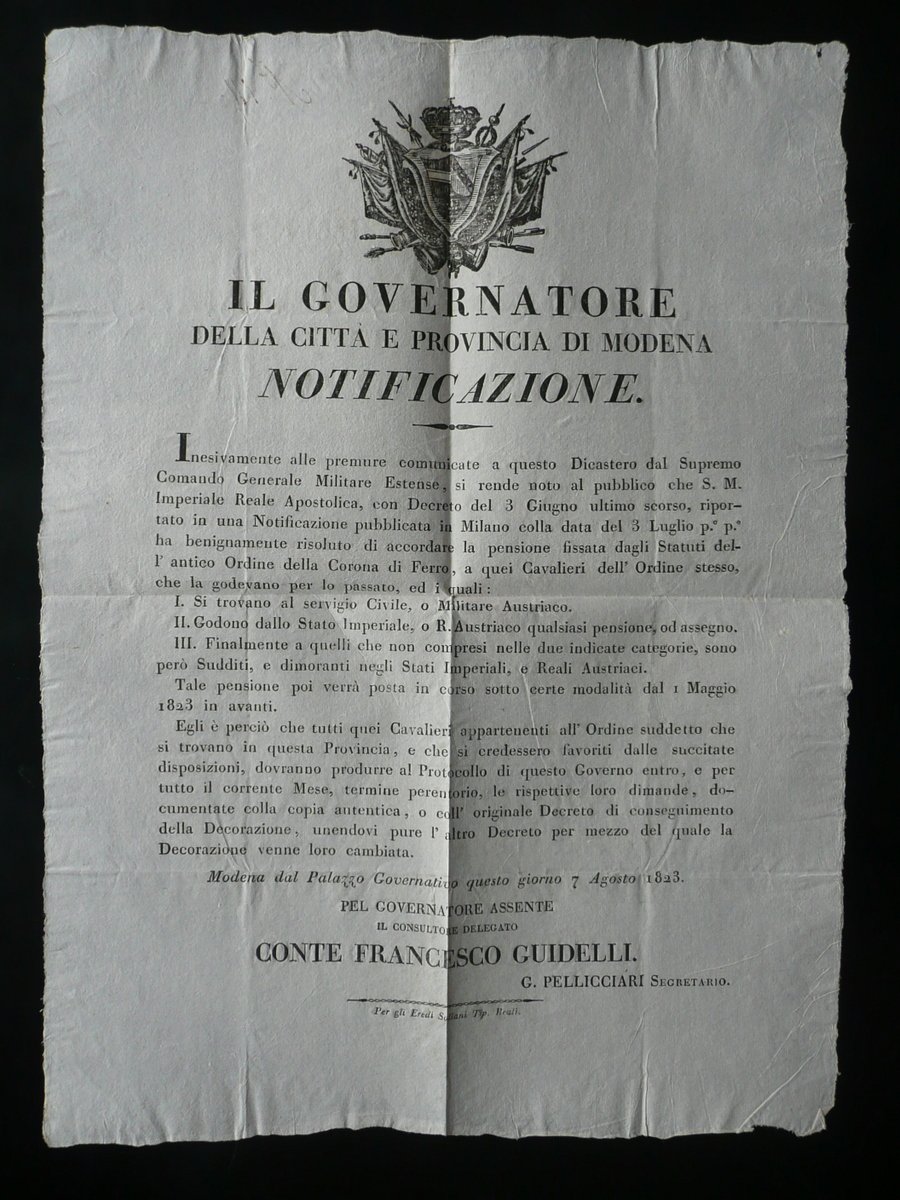 IL GOVERNATORE
DELLA CITTÀ E PROVINCIA DI MODENA
NOTIFICAZIONE.
Inesivamente alle premure comunicate a questo Dicastero dal Supremo
Comando Generale Militare Estense, si rende noto al pubblico che S. M.
Imperiale Reale Apostolica, con Decreto del 3 Giugno ultimo scorso, ripor-
tato in una Notificazione pubblicata in Milano colla data del 3 Luglio p.º p.º
ha benignamente risoluto di accordare la pensione fissata dagli Statuti del-
l' antico Ordine della Corona di Ferro, a quei Cavalieri dell' Ordine stesso,
che la godevano per lo passato, ed i quali:
I. Si trovano al servigio Civile, o Militare Austriaco.
II. Godono dallo Stato Imperiale, o R. Austriaco qualsiasi pensione, od assegno.
III. Finalmente a quelli che non compresi nelle due indicate categorie, sono
però Sudditi, e dimoranti negli Stati Imperiali, e Reali Austriaci.
Tale pensione poi verrà posta in corso sotto certe modalità dal 1 Maggio
1823 in avanti.
Egli è perciò che tutti quei Cavalieri appartenenti all' Ordine suddetto che
si trovano in questa Provincia, e che si credessero favoriti dalle succitate
disposizioni, dovranno produrre al Protocollo di questo Governo entro, e per
tutto il corrente Mese, termine perentorio, le rispettive loro dimande, do-
cumentate colla copia autentica, o coll' originale Decreto di conseguimento
della Decorazione, unendovi pure l' altro Decreto per mezzo del quale la
Decorazione venne loro cambiata.
Modena dal Palazzo Governativo questo giorno 7 Agosto 1823.
PEL GOVERNATORE ASSENTE
IL CONSULTORE DELEGATO
CONTE FRANCESCO GUIDELLI.
G. PELLICCIARI SEGRETARIO.
Per gli Eredi Soliani Tip. Reali.